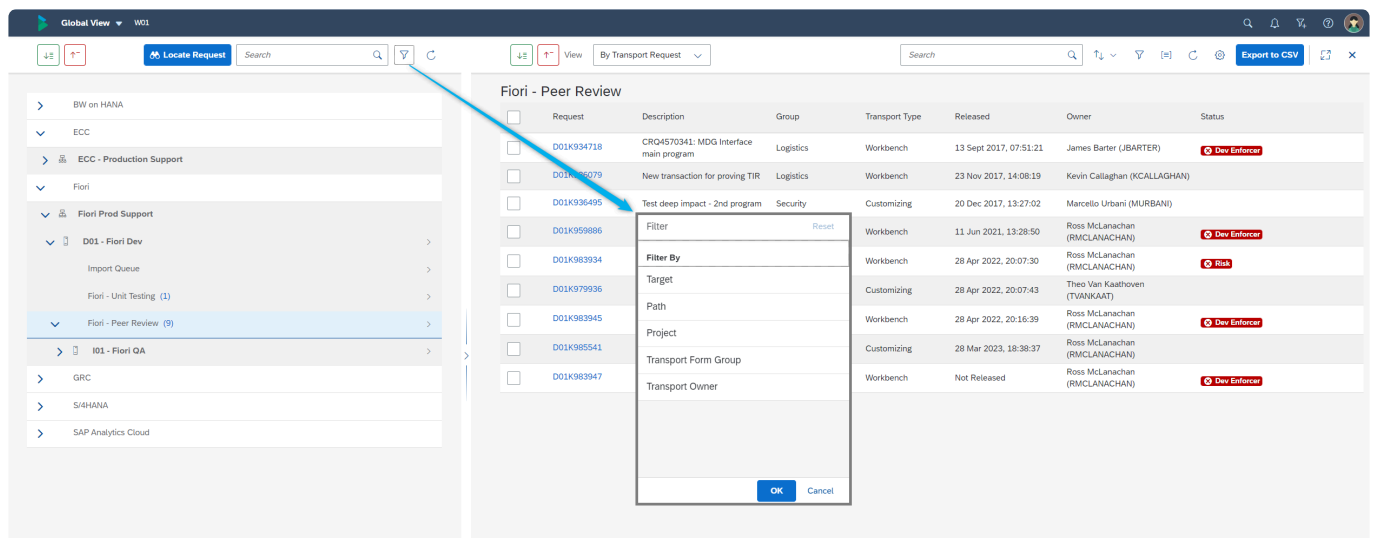 Global View W01
Locate Request Search
View By Transport Request Search Export to CSV
BW on HANA
ECC
ECC - Production Support
Fiori
Fiori Prod Support
D01 - Fiori Dev
Import Queue
Fiori - Unit Testing (1)
Fiori - Peer Review (9)
I01 - Fiori QA
GRC
S/4HANA
SAP Analytics Cloud
Fiori - Peer Review
Request Description Group Transport Type Released Owner Status
D01K934718 CRQ4570341: MDG Interface main program Logistics Workbench 13 Sept 2017, 07:51:21 James Barter (JBARTER) Dev Enforcer
New transaction for proving TIR Logistics Workbench 23 Nov 2017, 14:08:19 Kevin Callaghan (KCALLAGHAN)
D01K936495 Test deep impact - 2nd program Security Customizing 20 Dec 2017, 13:27:02 Marcello Urbani (MURBANI)
D01K959886 Workbench 11 Jun 2021, 13:28:50 Ross McLanachan (RMCLANACHAN) Dev Enforcer
D01K983934 Workbench 28 Apr 2022, 20:07:30 Ross McLanachan (RMCLANACHAN) Risk
D01K979936 Customizing 28 Apr 2022, 20:07:43 Theo Van Kaathoven (TVANKAAT)
D01K983945 Workbench 28 Apr 2022, 20:16:39 Ross McLanachan (RMCLANACHAN) Dev Enforcer
D01K985541 Customizing 28 Mar 2023, 18:38:37 Ross McLanachan (RMCLANACHAN)
D01K983947 Workbench Not Released Ross McLanachan (RMCLANACHAN) Dev Enforcer
Filter Reset
Filter By
Target
Path
Project
Transport Form Group
Transport Owner
OK Cancel